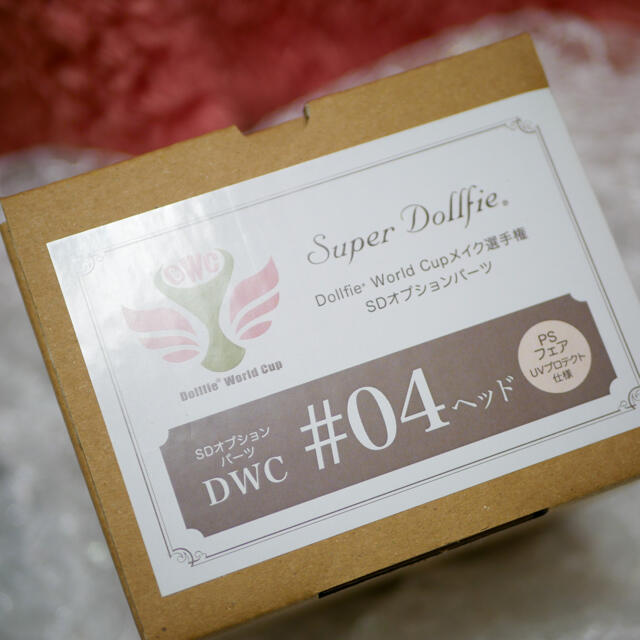 Super Dollfie®
Dollfie® World Cupメイク選手権
SDオプションパーツ
DWC
Dollfie® World Cup
SDオプション
パーツ
DWC
#04ヘッド
PS
フェア
UVプロテクト
仕様